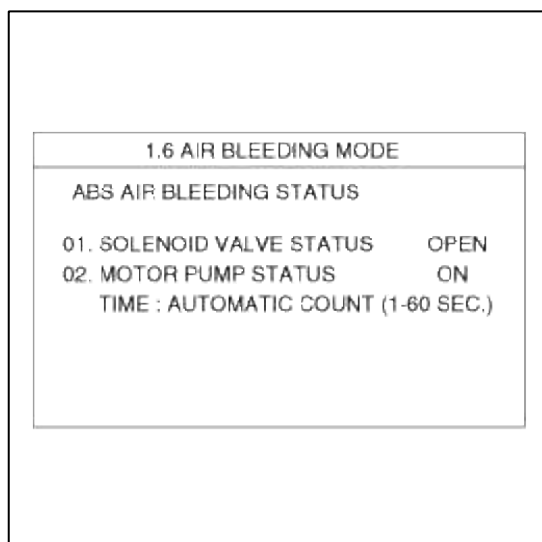 1.6 AIR BLEEDING MODE
ABS AIR BLEEDING STATUS
01. SOLENOID VALVE STATUS OPEN
02. MOTOR PUMP STATUS ON
TIME : AUTOMATIC COUNT (1-60 SEC.)